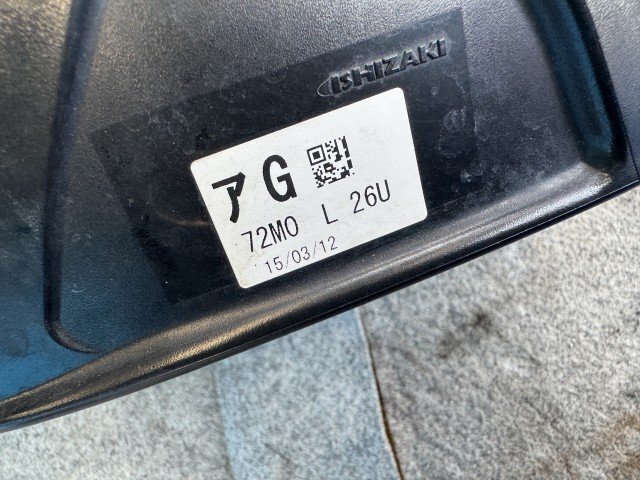 ISHIZAKI
ア G
72M0 L 26U
15/03/12